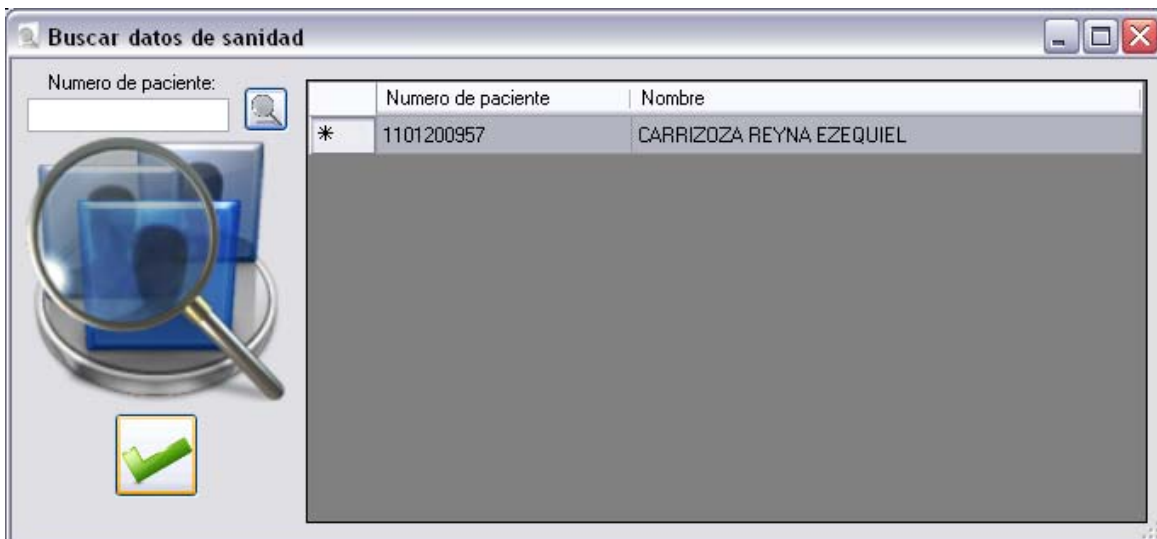 Buscar datos de sanidad
Numero de paciente:
Numero de paciente Nombre
* 1101200957 CARRIZOZA REYNA EZEQUIEL